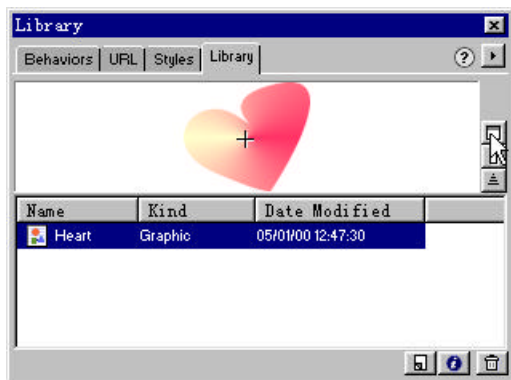 Library
Behaviors URL Styles Library
Name Kind Date Modified
Heart Graphic 05/01/00 12:47:30